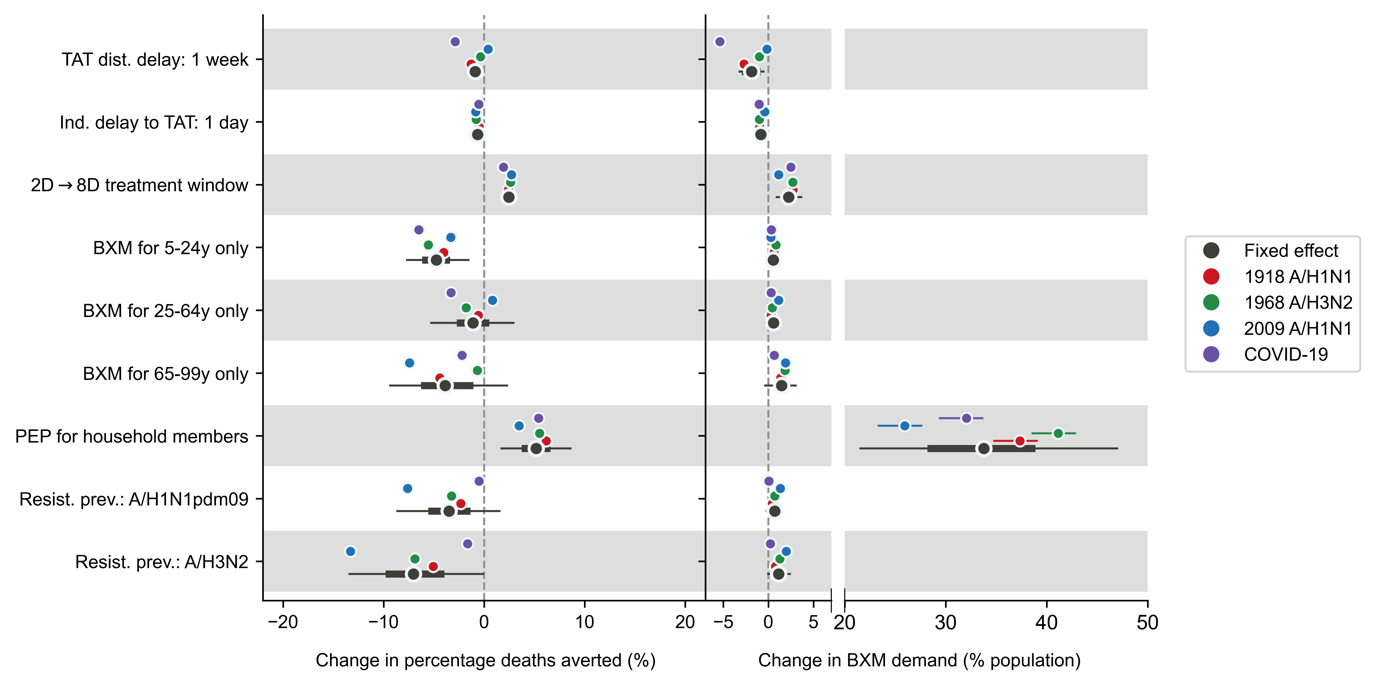 TAT dist. delay: 1 week
Ind. delay to TAT: 1 day
2D → 8D treatment window
BXM for 5-24y only
BXM for 25-64y only
BXM for 65-99y only
PEP for household members
Resist. prev.: A/H1N1pdm09
Resist. prev.: A/H3N2
−20 −10 0 10 20
Change in percentage deaths averted (%)
−5 0 5 20 30 40 50
Change in BXM demand (% population)
Fixed effect
1918 A/H1N1
1968 A/H3N2
2009 A/H1N1
COVID-19